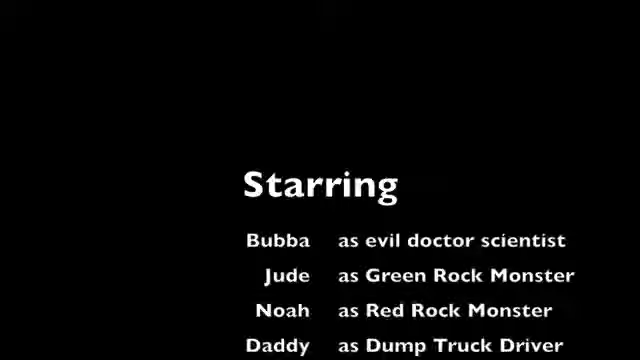 Starring
Bubba as evil doctor scientist
Jude as Green Rock Monster
Noah as Red Rock Monster
Daddy as Dump Truck Driver